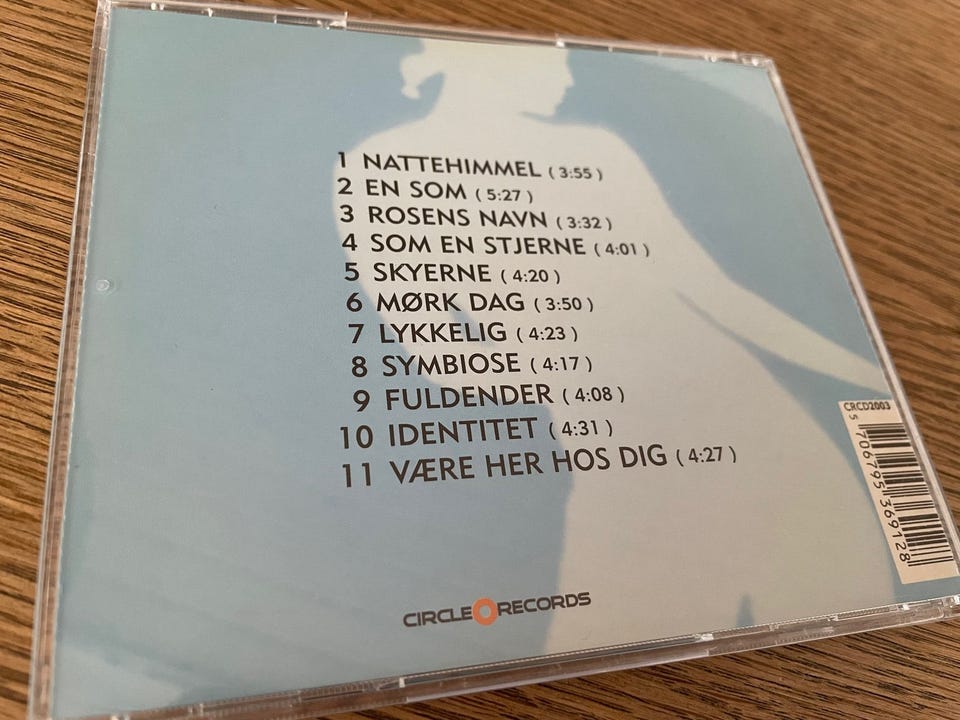 1 NATTEHIMMEL ( 3:55 )
2 EN SOM ( 5:27 )
3 ROSENS NAVN ( 3:32 )
4 SOM EN STJERNE ( 4:01 )
5 SKYERNE ( 4:20 )
6 MØRK DAG ( 3:50 )
7 LYKKELIG ( 4:23 )
8 SYMBIOSE ( 4:17 )
9 FULDENDER ( 4:08 )
10 IDENTITET ( 4:31 )
11 VÆRE HER HOS DIG ( 4:27 )
CRCD2003
5 706795 369128
CIRCLE RECORDS